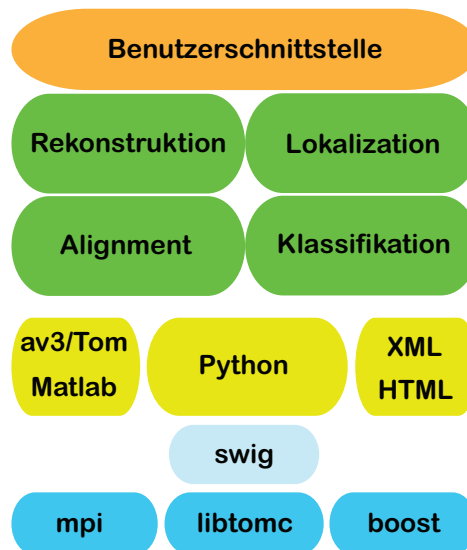 Benutzerschnittstelle
Rekonstruktion
Lokalization
Alignment
Klassifikation
av3/Tom
Matlab
Python
XML
HTML
swig
mpi
libtomc
boost